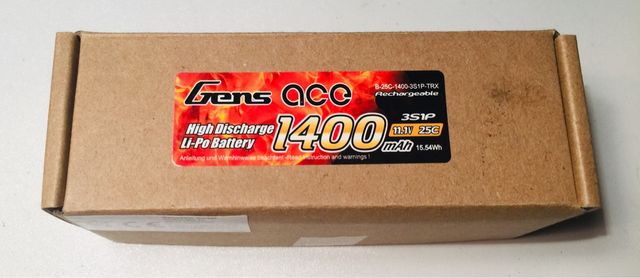 Gens ace
B-25C-1400-3S1P-TRX
Rechargeable
High Discharge
Li-Po Battery
1400 mAh
3S1P
11.1V 25C
15.54Wh
Anleitung und Warnhinweise beachten! -Read instruction and warnings !